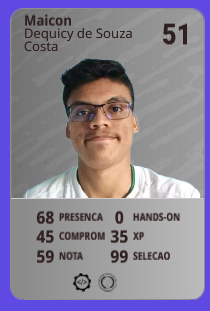 Maicon
Dequicy de Souza
Costa
51
68 PRESENCA 0 HANDS-ON
45 COMPROM 35 XP
59 NOTA 99 SELECAO